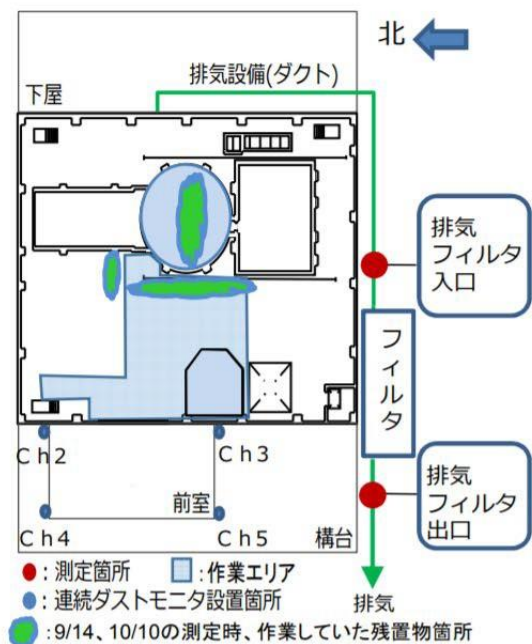 北
排気設備(ダクト)
下屋
排気
フィルタ
入口
フィルタ
Ch2
Ch3
前室
Ch4
Ch5
構台
排気
フィルタ
出口
●: 測定箇所
:作業エリア
●: 連続ダストモニタ設置箇所
排気
: 9/14、10/10の測定時、作業していた残置物箇所